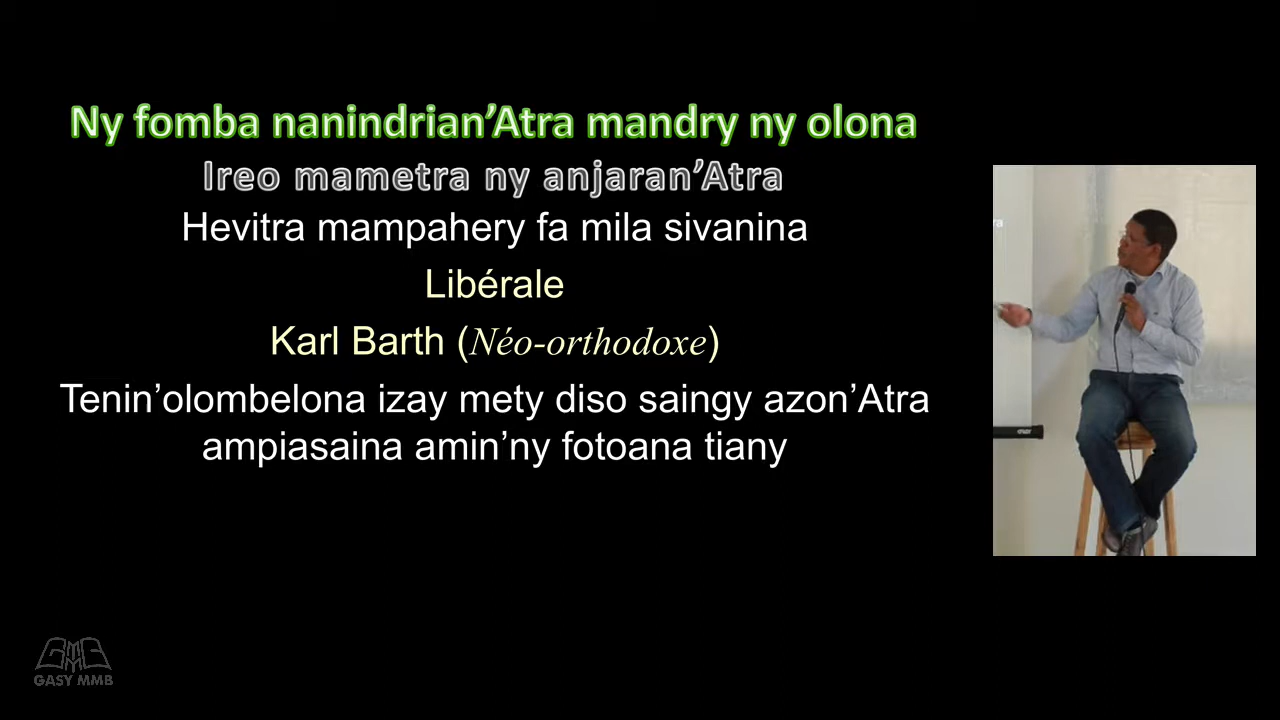 Ny fomba nanindrian’Atra mandry ny olona
Ireo mametra ny anjaran’Atra
Hevitra mampahery fa mila sivanina
Libérale
Karl Barth (Néo-orthodoxe)
Tenin’olombelona izay mety diso saingy azon’Atra
ampiasaina amin’ny fotoana tiany
ra
GASY MMB